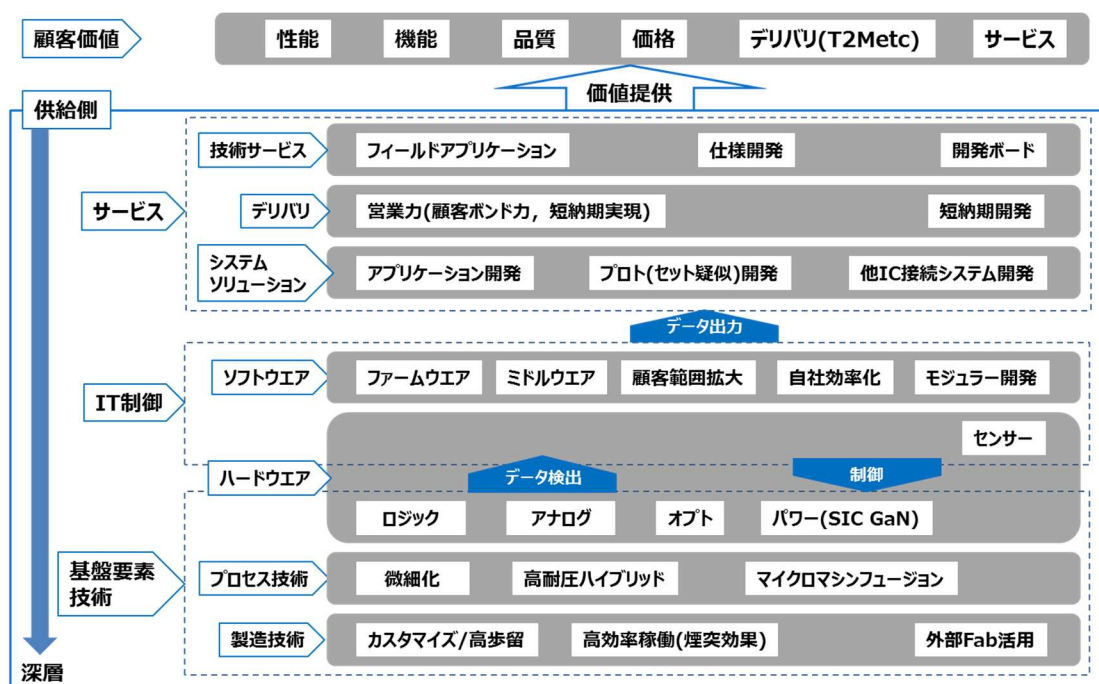 顧客価値
性能 機能 品質 価格 デリバリ(T2Metc) サービス
価値提供
供給側
サービス
技術サービス フィールドアプリケーション 仕様開発 開発ボード
デリバリ 営業力(顧客ボンド力，短納期実現) 短納期開発
システム
ソリューション
アプリケーション開発 プロト(セット疑似)開発 他IC接続システム開発
データ出力
IT制御
ソフトウエア ファームウエア ミドルウエア 顧客範囲拡大 自社効率化 モジュラー開発
センサー
ハードウエア
データ検出 制御
ロジック アナログ オプト パワー(SIC GaN)
基盤要素
技術
プロセス技術 微細化 高耐圧ハイブリッド マイクロマシンフュージョン
製造技術 カスタマイズ/高歩留 高効率稼働(煙突効果) 外部Fab活用
深層